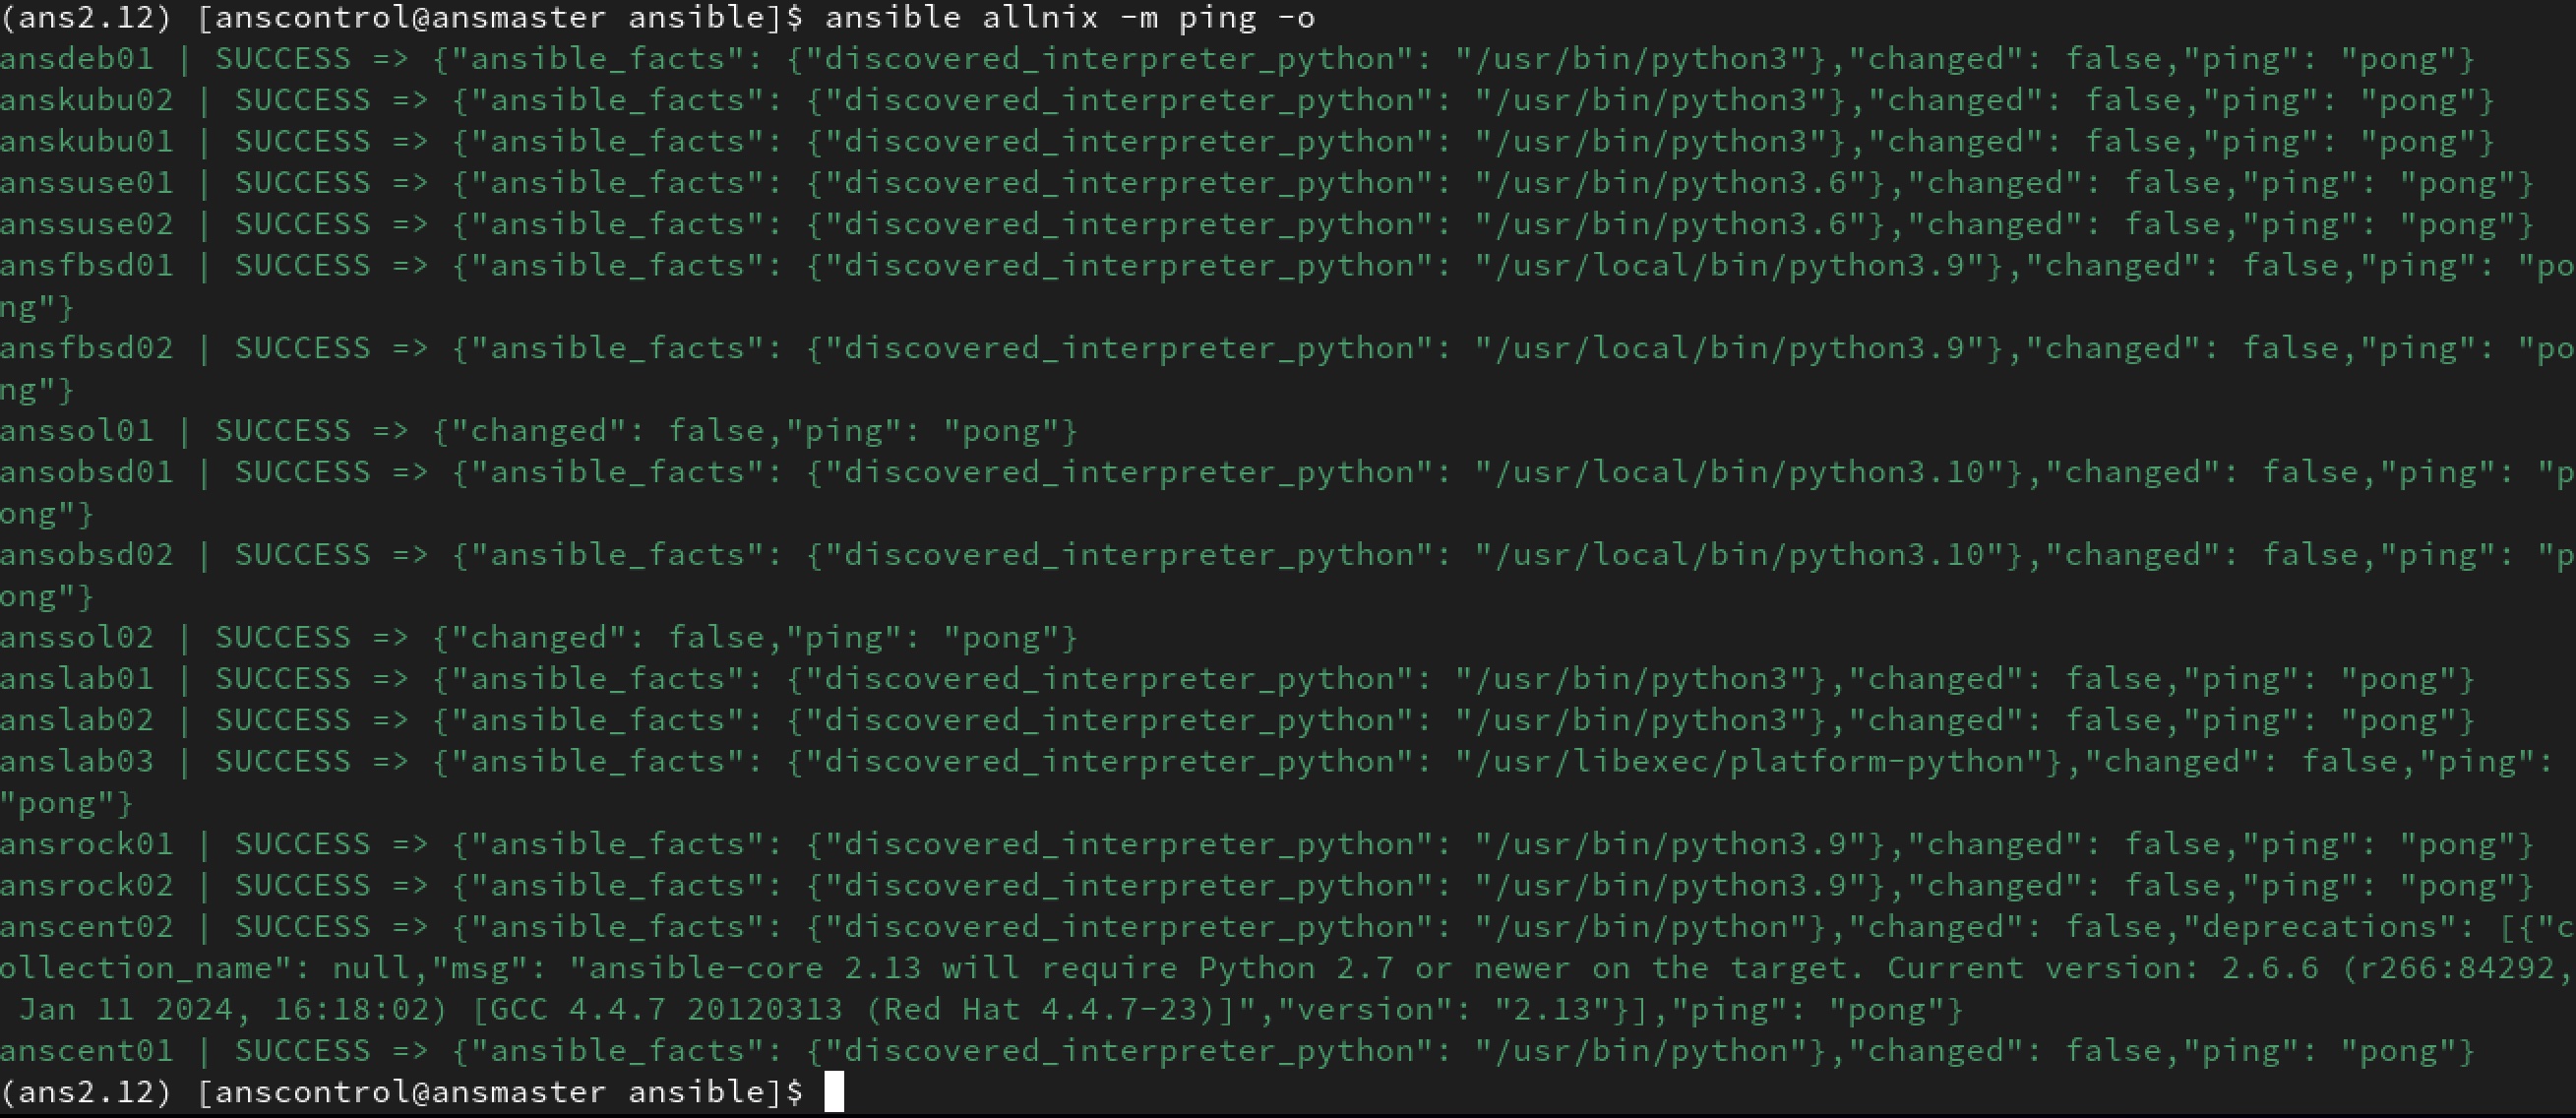 (ans2.12) [anscontrol@ansmaster ansible]$ ansible allnix -m ping -o
ansdeb01 | SUCCESS => {"ansible_facts": {"discovered_interpreter_python": "/usr/bin/python3"},"changed": false,"ping": "pong"}
anskubu02 | SUCCESS => {"ansible_facts": {"discovered_interpreter_python": "/usr/bin/python3"},"changed": false,"ping": "pong"}
anskubu01 | SUCCESS => {"ansible_facts": {"discovered_interpreter_python": "/usr/bin/python3"},"changed": false,"ping": "pong"}
anssuse01 | SUCCESS => {"ansible_facts": {"discovered_interpreter_python": "/usr/bin/python3.6"},"changed": false,"ping": "pong"}
anssuse02 | SUCCESS => {"ansible_facts": {"discovered_interpreter_python": "/usr/bin/python3.6"},"changed": false,"ping": "pong"}
ansfbsd01 | SUCCESS => {"ansible_facts": {"discovered_interpreter_python": "/usr/local/bin/python3.9"},"changed": false,"ping": "po
ng"}
ansfbsd02 | SUCCESS => {"ansible_facts": {"discovered_interpreter_python": "/usr/local/bin/python3.9"},"changed": false,"ping": "po
ng"}
anssol01 | SUCCESS => {"changed": false,"ping": "pong"}
ansobsd01 | SUCCESS => {"ansible_facts": {"discovered_interpreter_python": "/usr/local/bin/python3.10"},"changed": false,"ping": "p
ong"}
ansobsd02 | SUCCESS => {"ansible_facts": {"discovered_interpreter_python": "/usr/local/bin/python3.10"},"changed": false,"ping": "p
ong"}
anssol02 | SUCCESS => {"changed": false,"ping": "pong"}
anslab01 | SUCCESS => {"ansible_facts": {"discovered_interpreter_python": "/usr/bin/python3"},"changed": false,"ping": "pong"}
anslab02 | SUCCESS => {"ansible_facts": {"discovered_interpreter_python": "/usr/bin/python3"},"changed": false,"ping": "pong"}
anslab03 | SUCCESS => {"ansible_facts": {"discovered_interpreter_python": "/usr/libexec/platform-python"},"changed": false,"ping":
"pong"}
ansrock01 | SUCCESS => {"ansible_facts": {"discovered_interpreter_python": "/usr/bin/python3.9"},"changed": false,"ping": "pong"}
ansrock02 | SUCCESS => {"ansible_facts": {"discovered_interpreter_python": "/usr/bin/python3.9"},"changed": false,"ping": "pong"}
anscent02 | SUCCESS => {"ansible_facts": {"discovered_interpreter_python": "/usr/bin/python"},"changed": false,"deprecations": [{"c
ollection_name": null,"msg": "ansible-core 2.13 will require Python 2.7 or newer on the target. Current version: 2.6.6 (r266:84292,
 Jan 11 2024, 16:18:02) [GCC 4.4.7 20120313 (Red Hat 4.4.7-23)]","version": "2.13"}],"ping": "pong"}
anscent01 | SUCCESS => {"ansible_facts": {"discovered_interpreter_python": "/usr/bin/python"},"changed": false,"ping": "pong"}
(ans2.12) [anscontrol@ansmaster ansible]$